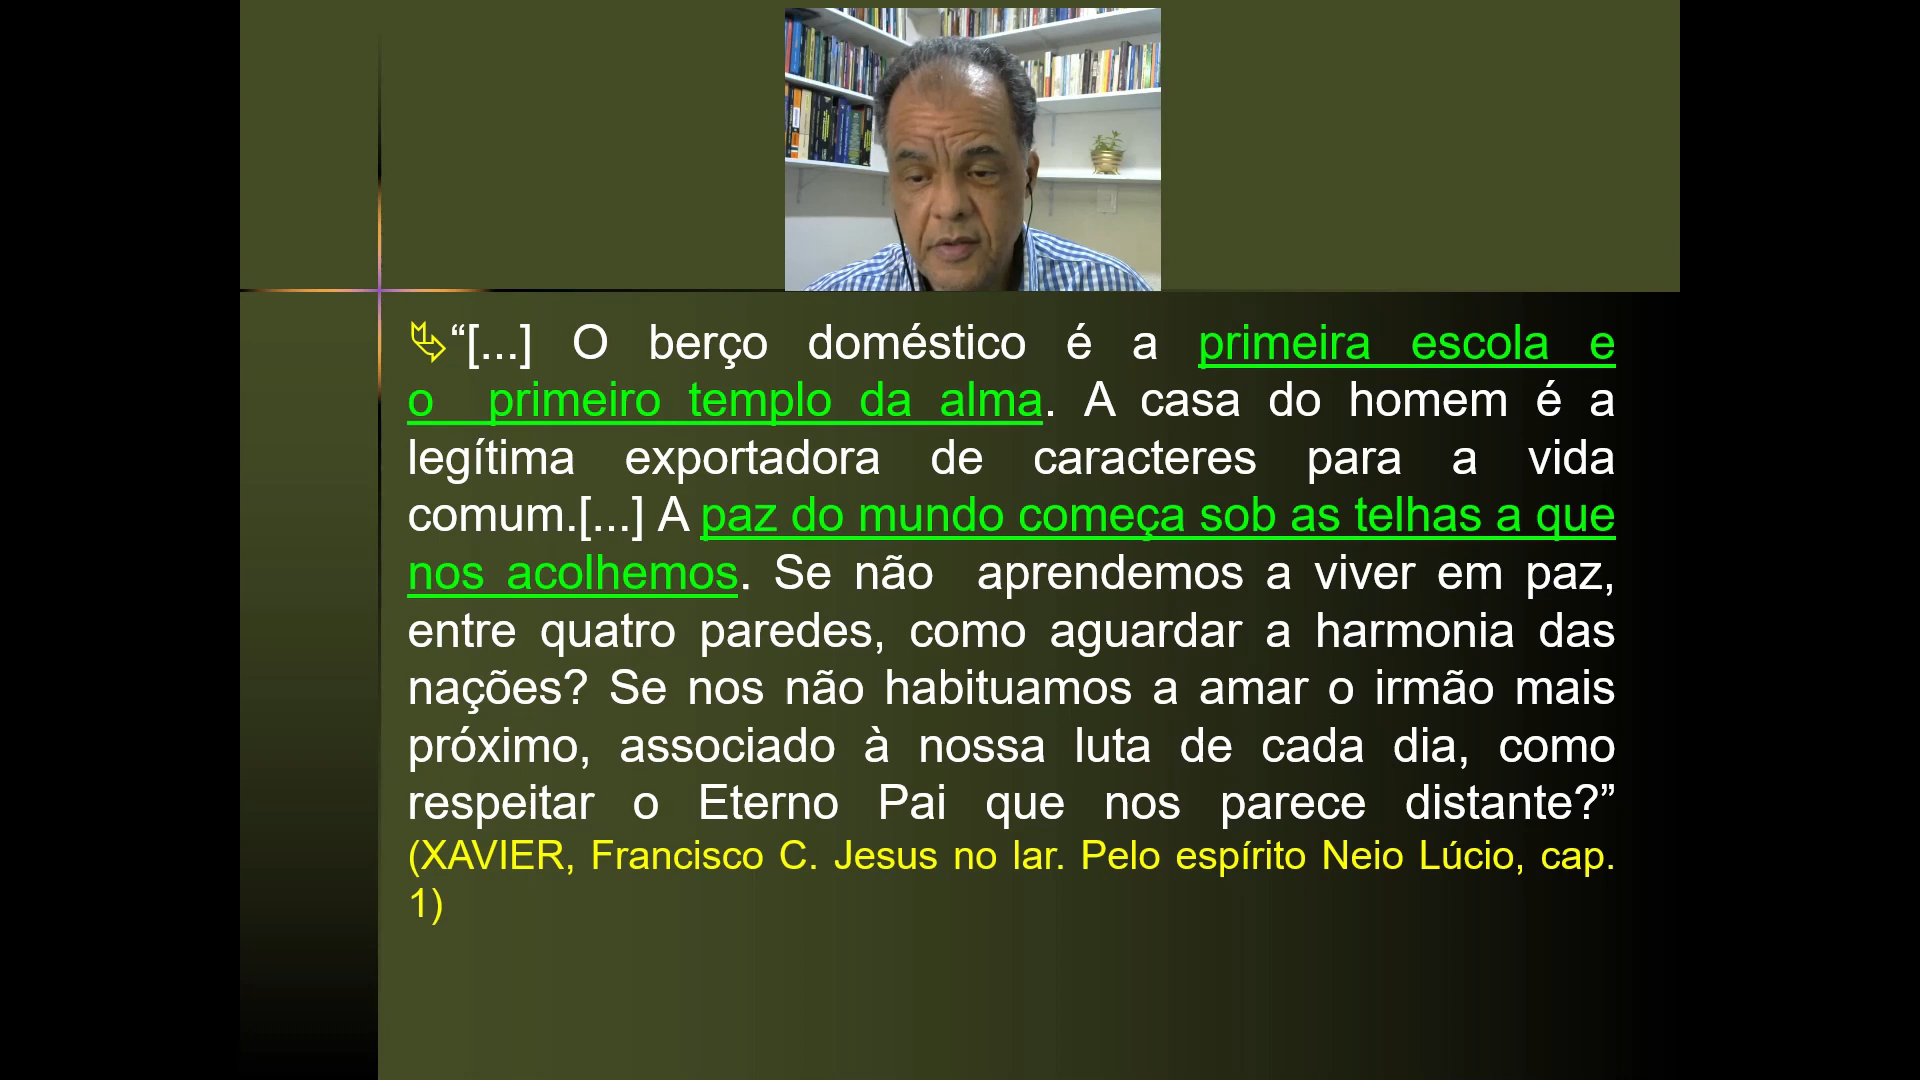 “[...] O berço doméstico é a primeira escola e
o primeiro templo da alma. A casa do homem é a
legítima exportadora de caracteres para a vida
comum.[...] A paz do mundo começa sob as telhas a que
nos acolhemos. Se não aprendemos a viver em paz,
entre quatro paredes, como aguardar a harmonia das
nações? Se nos não habituamos a amar o irmão mais
próximo, associado à nossa luta de cada dia, como
respeitar o Eterno Pai que nos parece distante?”
(XAVIER, Francisco C. Jesus no lar. Pelo espírito Neio Lúcio, cap.
1)